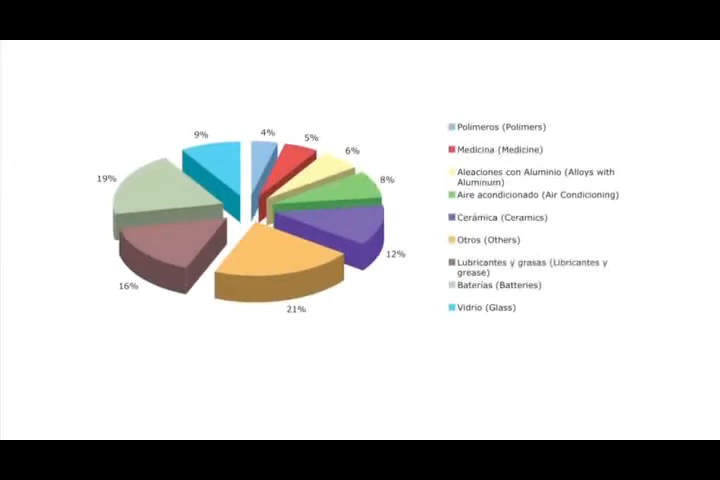 9%
4%
5%
6%
8%
12%
21%
16%
19%
Polimeros (Polimers)
Medicina (Medicine)
Aleaciones con Aluminio (Alloys with
Aluminum)
Aire acondicionado (Air Condicioning)
Cerámica (Ceramics)
Otros (Others)
Lubricantes y grasas (Libricantes y
grease)
Baterías (Batteries)
Vidrio (Glass)